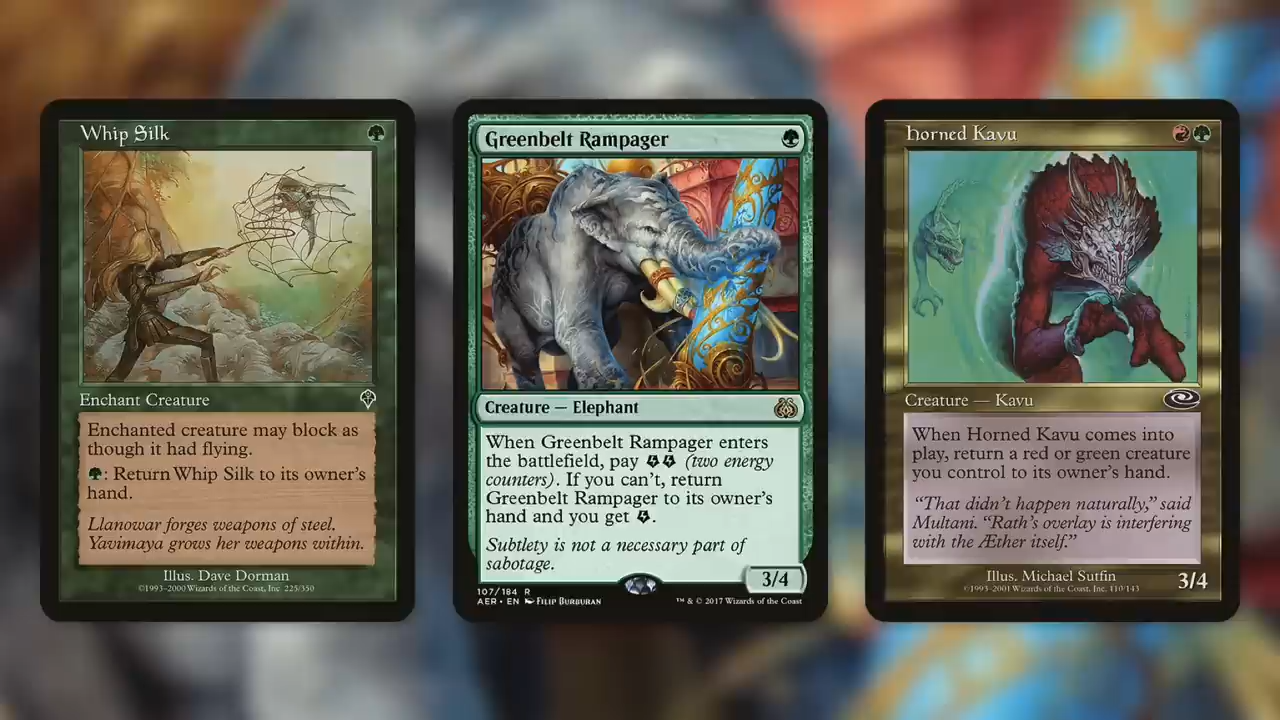 Whip Silk
Enchant Creature
Enchanted creature may block as
though it had flying.
: Return Whip Silk to its owner's
hand.
Llanowar forges weapons of steel.
Yavimaya grows her weapons within.
Illus. Dave Dorman
©1993–2000 Wizards of the Coast, Inc. 225/350
Greenbelt Rampager
Creature — Elephant
When Greenbelt Rampager enters
the battlefield, pay (two energy
counters). If you can't, return
Greenbelt Rampager to its owner's
hand and you get .
Subtlety is not a necessary part of
sabotage.
3/4
107/184 R
AER • EN Filip Burburan
™ & © 2017 Wizards of the Coast
Horned Kavu
Creature — Kavu
When Horned Kavu comes into
play, return a red or green creature
you control to its owner's hand.
“That didn't happen naturally,” said
Multani. “Rath's overlay is interfering
with the Æther itself.”
Illus. Michael Sutfin
©1993–2001 Wizards of the Coast, Inc. 110/143
3/4